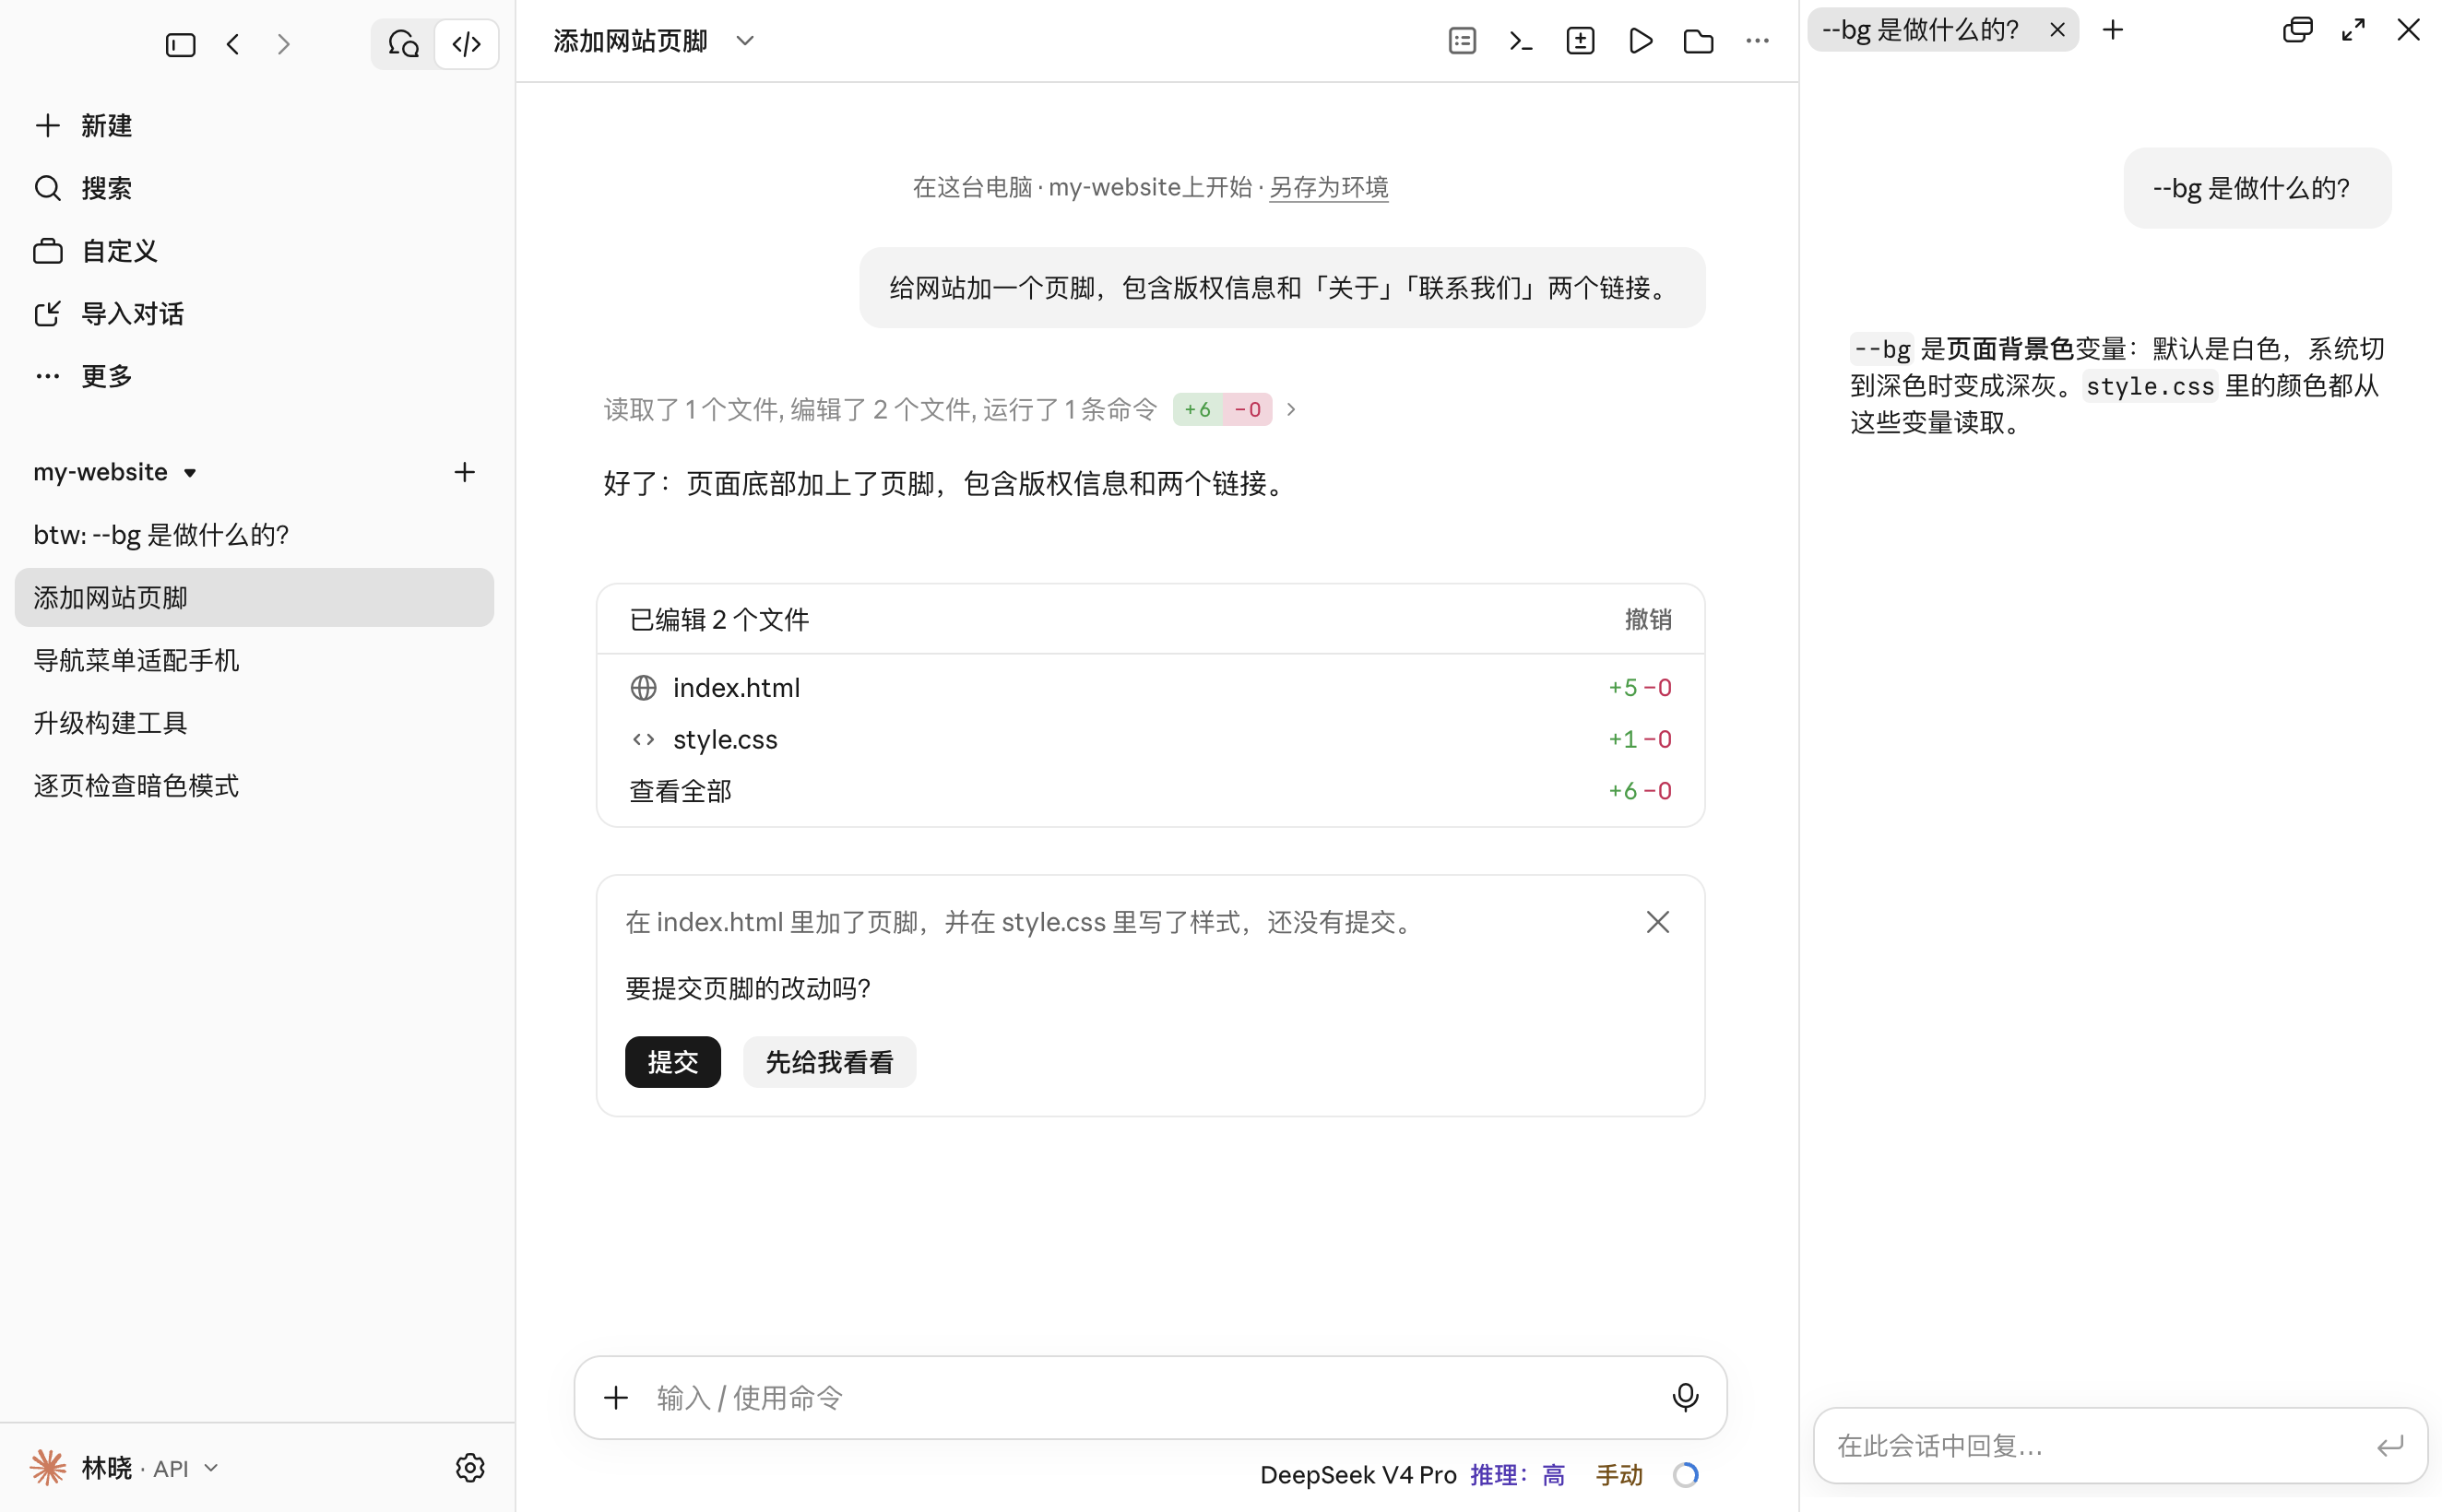 新建
搜索
自定义
导入对话
更多
my-website
btw: --bg 是做什么的?
添加网站页脚
导航菜单适配手机
升级构建工具
逐页检查暗色模式
林晓 · API
添加网站页脚
在这台电脑 · my-website上开始 · 另存为环境
给网站加一个页脚，包含版权信息和「关于」「联系我们」两个链接。
读取了 1 个文件, 编辑了 2 个文件, 运行了 1 条命令 +6 -0
好了：页面底部加上了页脚，包含版权信息和两个链接。
已编辑 2 个文件 撤销
index.html +5 -0
style.css +1 -0
查看全部 +6 -0
在 index.html 里加了页脚，并在 style.css 里写了样式，还没有提交。
要提交页脚的改动吗?
提交 先给我看看
输入 / 使用命令
DeepSeek V4 Pro 推理：高 手动
--bg 是做什么的?
--bg 是做什么的?
--bg 是页面背景色变量：默认是白色，系统切
到深色时变成深灰。style.css 里的颜色都从
这些变量读取。
在此会话中回复...